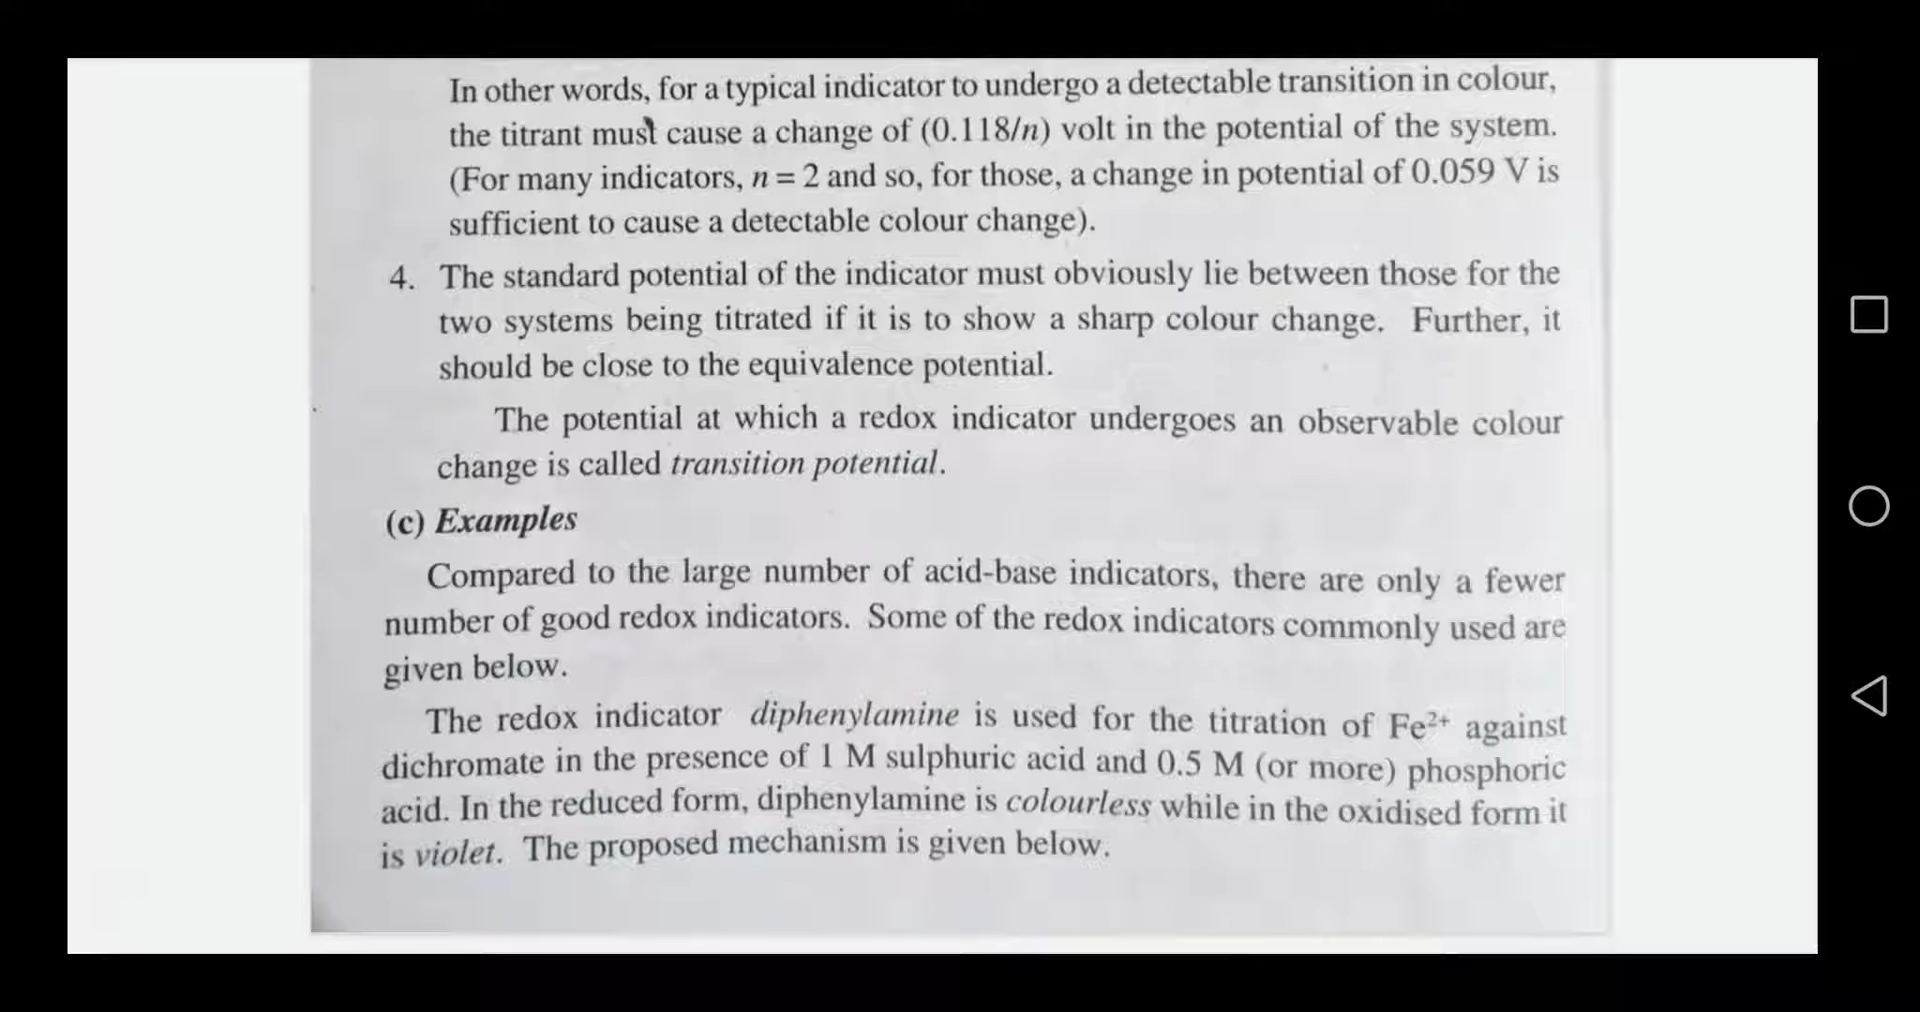 In other words, for a typical indicator to undergo a detectable transition in colour,
the titrant must cause a change of (0.118/n) volt in the potential of the system.
(For many indicators, n = 2 and so, for those, a change in potential of 0.059 V is
sufficient to cause a detectable colour change).
4. The standard potential of the indicator must obviously lie between those for the
two systems being titrated if it is to show a sharp colour change. Further, it
should be close to the equivalence potential.
The potential at which a redox indicator undergoes an observable colour
change is called transition potential.
(c) Examples
Compared to the large number of acid-base indicators, there are only a fewer
number of good redox indicators. Some of the redox indicators commonly used are
given below.
The redox indicator diphenylamine is used for the titration of Fe²⁺ against
dichromate in the presence of 1 M sulphuric acid and 0.5 M (or more) phosphoric
acid. In the reduced form, diphenylamine is colourless while in the oxidised form it
is violet. The proposed mechanism is given below.